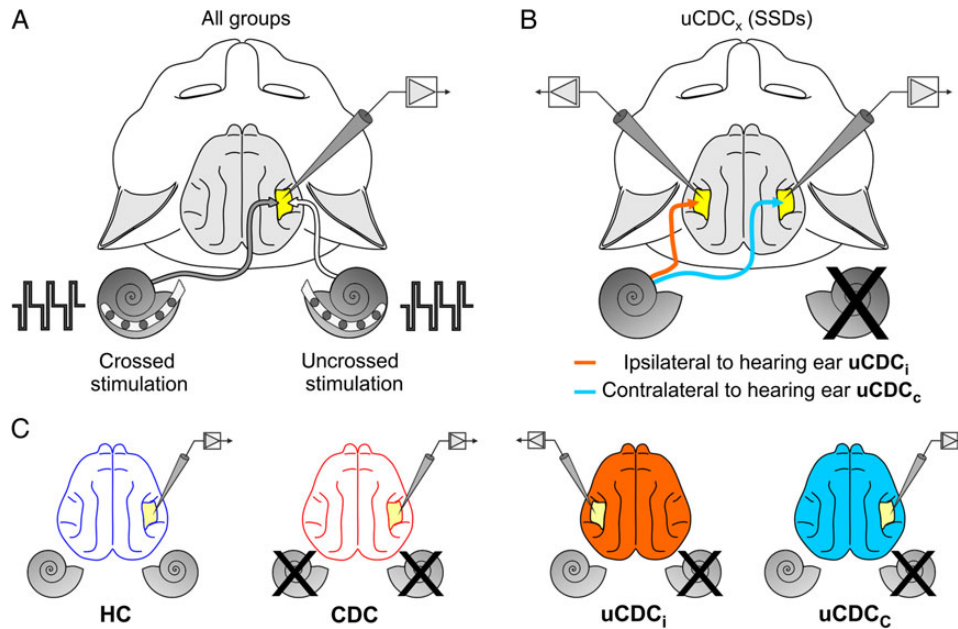 A
All groups
Crossed
stimulation
Uncrossed
stimulation
B
uCDCx (SSDs)
Ipsilateral to hearing ear uCDCi
Contralateral to hearing ear uCDCc
C
HC
CDC
uCDCi
uCDCC